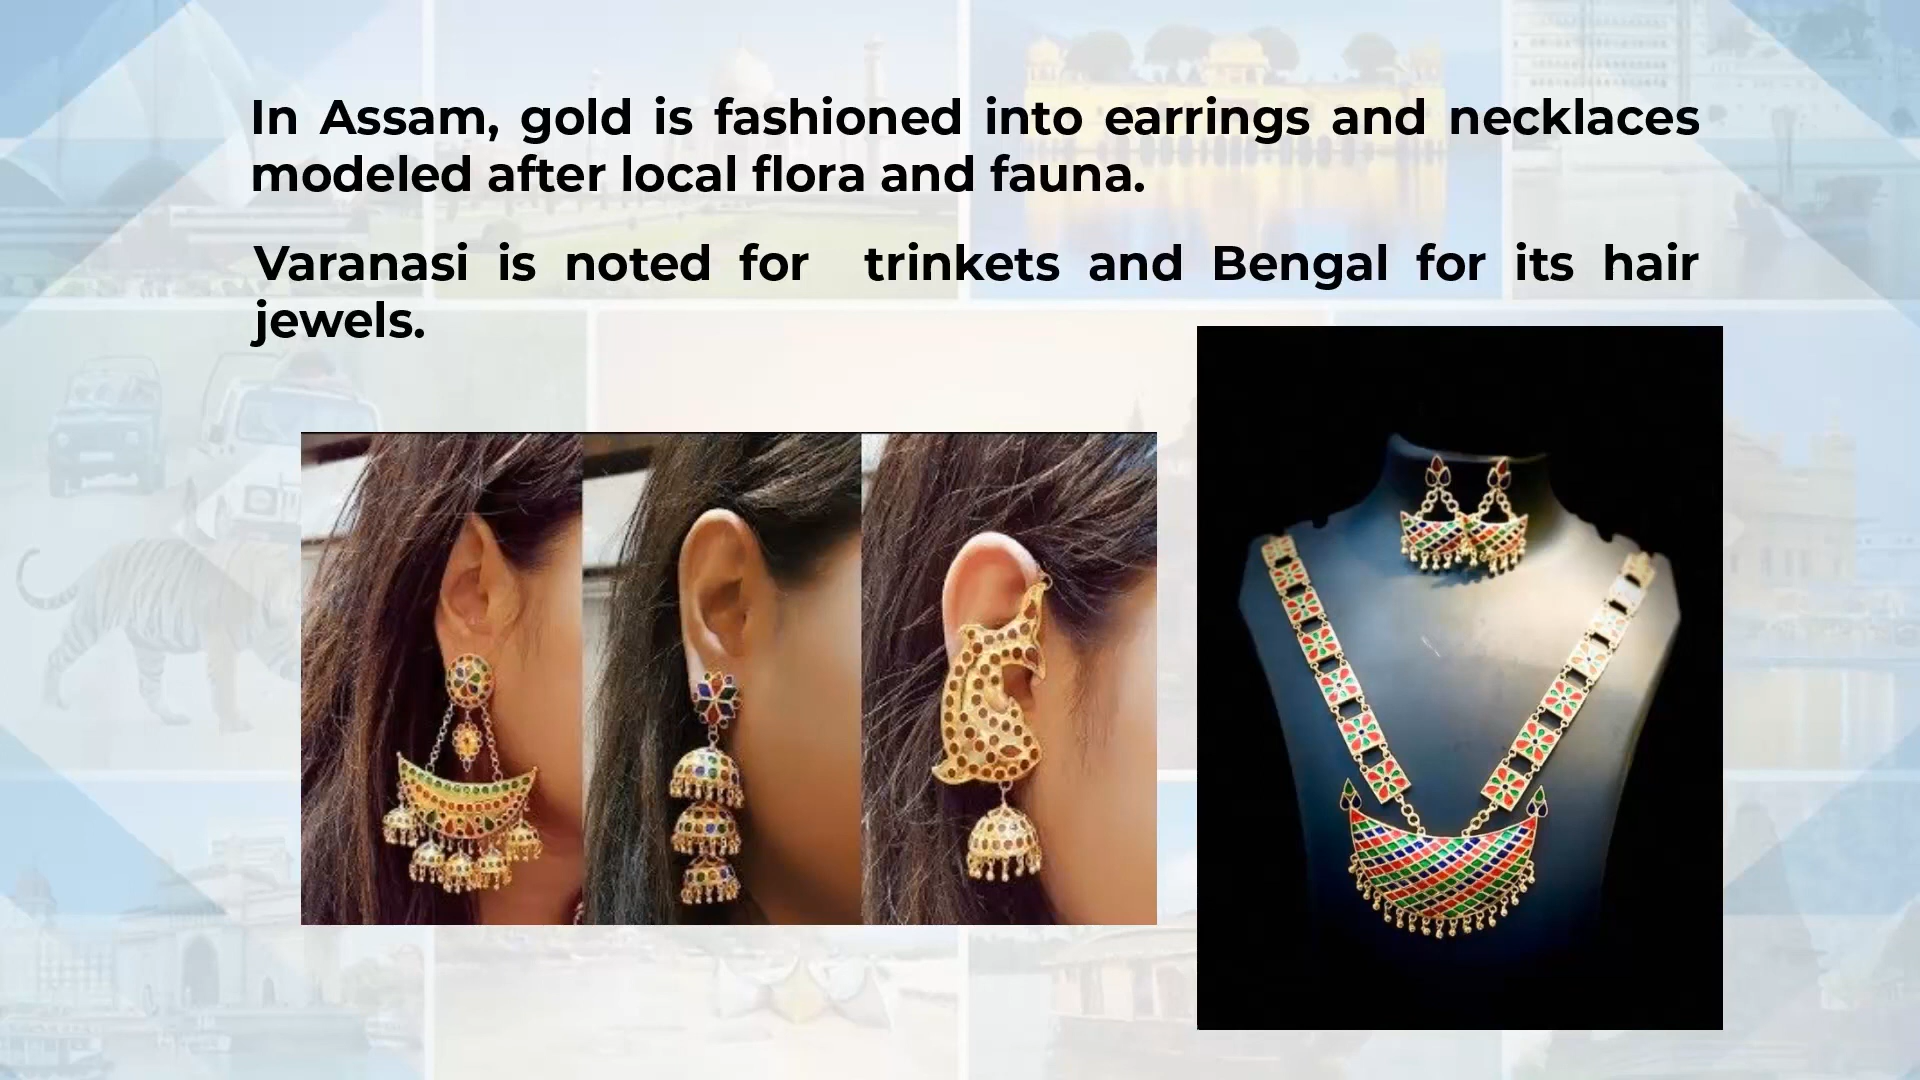 In Assam, gold is fashioned into earrings and necklaces
modeled after local flora and fauna.
Varanasi is noted for  trinkets and Bengal for its hair
jewels.